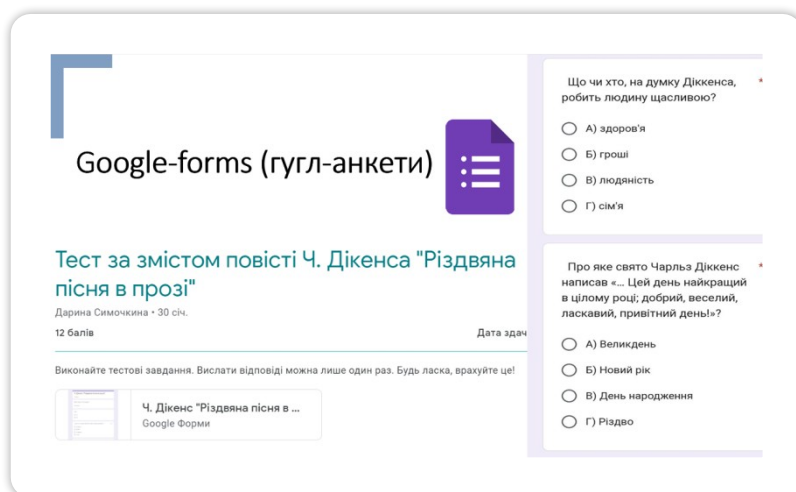 Google-forms (гугл-анкети)
Тест за змістом повісті Ч. Дікенса "Різдвяна
пісня в прозі"
Дарина Симочкина • 30 січ.
12 балів
Дата здач
Виконайте тестові завдання. Вислати відповіді можна лише один раз. Будь ласка, врахуйте це!
Ч. Дікенс "Різдвяна пісня в ...
Google Форми
Що чи хто, на думку Діккенса, *
робить людину щасливою?
А) здоров'я
Б) гроші
В) людяність
Г) сім'я
Про яке свято Чарльз Діккенс *
написав «... Цей день найкращий
в цілому році; добрий, веселий,
ласкавий, привітний день!»?
А) Великдень
Б) Новий рік
В) День народження
Г) Різдво